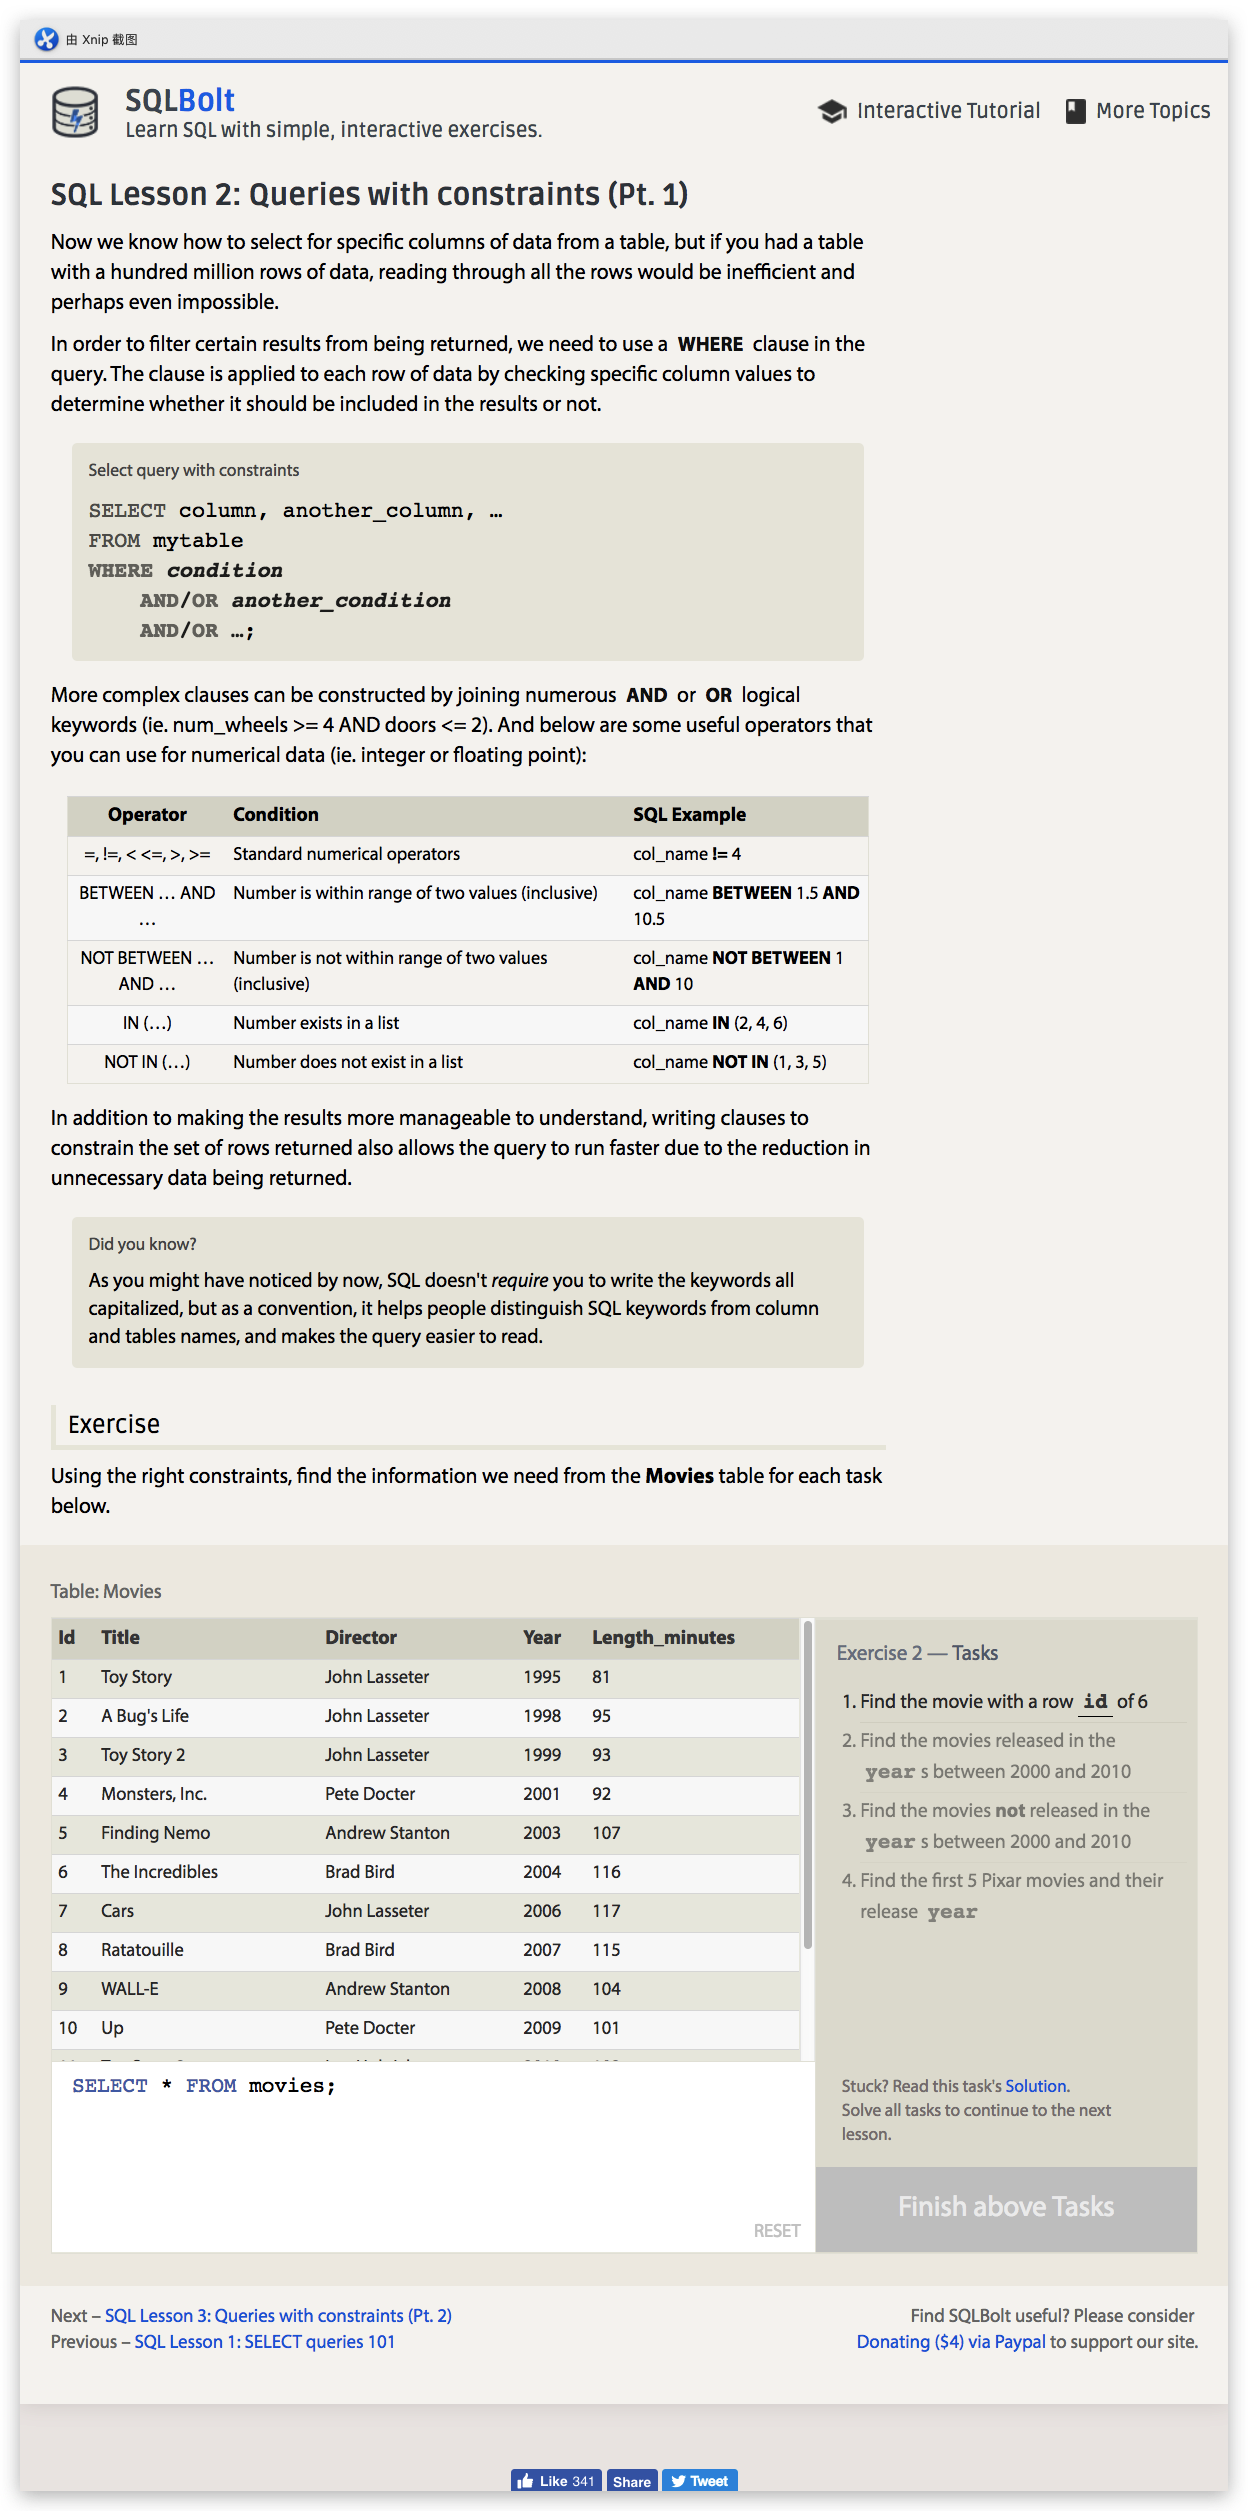 由 Xnip 截图
SQLBolt
Learn SQL with simple, interactive exercises.
Interactive Tutorial
More Topics
SQL Lesson 2: Queries with constraints (Pt. 1)
Now we know how to select for specific columns of data from a table, but if you had a table
with a hundred million rows of data, reading through all the rows would be inefficient and
perhaps even impossible.
In order to filter certain results from being returned, we need to use a WHERE clause in the
query. The clause is applied to each row of data by checking specific column values to
determine whether it should be included in the results or not.
Select query with constraints
SELECT column, another_column, …
FROM mytable
WHERE condition
AND/OR another_condition
AND/OR …;
More complex clauses can be constructed by joining numerous AND or OR logical
keywords (ie. num_wheels >= 4 AND doors <= 2). And below are some useful operators that
you can use for numerical data (ie. integer or floating point):
Operator Condition SQL Example
=, !=, < <=, >, >= Standard numerical operators col_name != 4
BETWEEN … AND Number is within range of two values (inclusive) col_name BETWEEN 1.5 AND
… 10.5
NOT BETWEEN … Number is not within range of two values col_name NOT BETWEEN 1
AND … (inclusive) AND 10
IN (…) Number exists in a list col_name IN (2, 4, 6)
NOT IN (…) Number does not exist in a list col_name NOT IN (1, 3, 5)
In addition to making the results more manageable to understand, writing clauses to
constrain the set of rows returned also allows the query to run faster due to the reduction in
unnecessary data being returned.
Did you know?
As you might have noticed by now, SQL doesn't require you to write the keywords all
capitalized, but as a convention, it helps people distinguish SQL keywords from column
and tables names, and makes the query easier to read.
Exercise
Using the right constraints, find the information we need from the Movies table for each task
below.
Table: Movies
Id Title Director Year Length_minutes
1 Toy Story John Lasseter 1995 81
2 A Bug's Life John Lasseter 1998 95
3 Toy Story 2 John Lasseter 1999 93
4 Monsters, Inc. Pete Docter 2001 92
5 Finding Nemo Andrew Stanton 2003 107
6 The Incredibles Brad Bird 2004 116
7 Cars John Lasseter 2006 117
8 Ratatouille Brad Bird 2007 115
9 WALL-E Andrew Stanton 2008 104
10 Up Pete Docter 2009 101
SELECT * FROM movies;
RESET
Exercise 2 — Tasks
1. Find the movie with a row id of 6
2. Find the movies released in the
year s between 2000 and 2010
3. Find the movies not released in the
year s between 2000 and 2010
4. Find the first 5 Pixar movies and their
release year
Stuck? Read this task's Solution.
Solve all tasks to continue to the next
lesson.
Finish above Tasks
Next – SQL Lesson 3: Queries with constraints (Pt. 2)
Previous – SQL Lesson 1: SELECT queries 101
Find SQLBolt useful? Please consider
Donating ($4) via Paypal to support our site.
Like 341
Share
Tweet